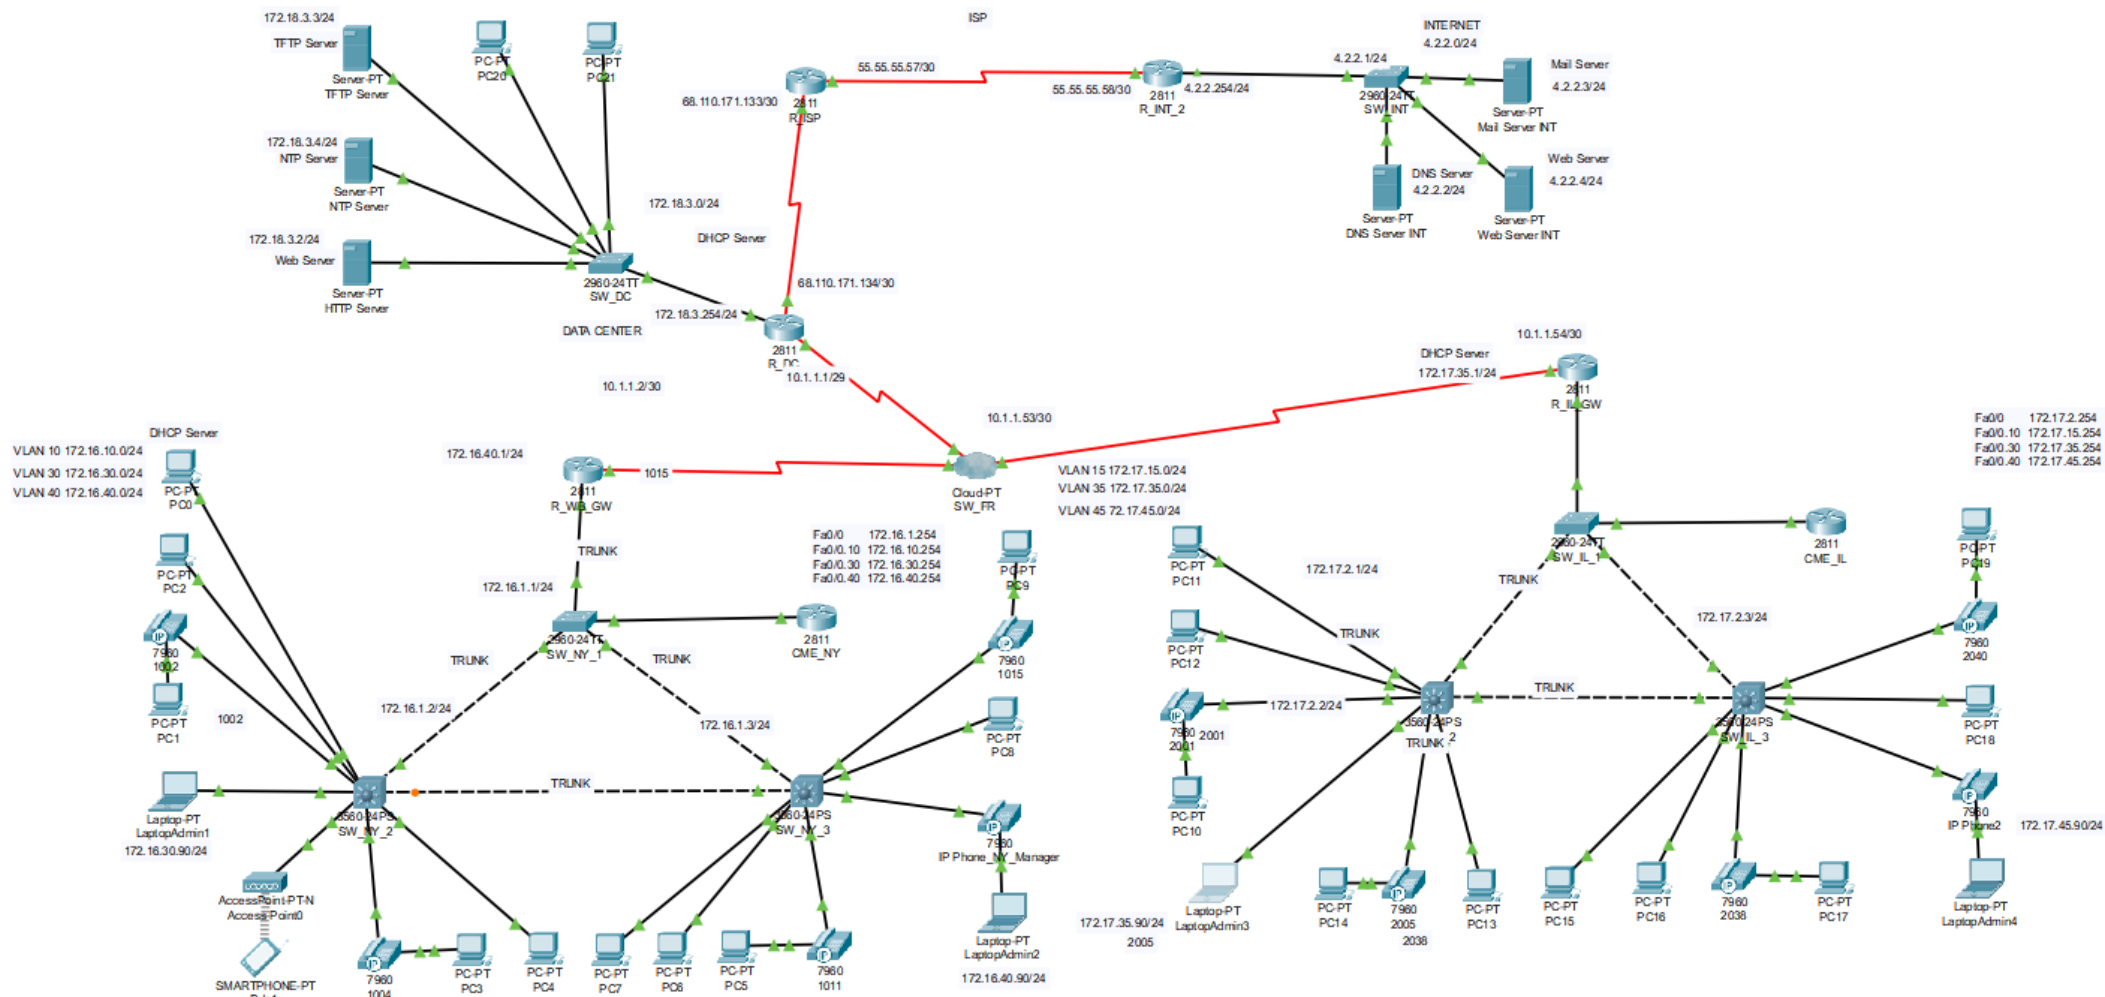 ISP
172.18.3.3/24
TFTP Server
Server-PT
TFTP Server
PC-PT
PC20
PC-PT
PC21
172.18.3.4/24
NTP Server
Server-PT
NTP Server
172.18.3.2/24
Web Server
Server-PT
HTTP Server
172.18.3.0/24
DHCP Server
2960-24TT
SW_DC
DATA CENTER
172.18.3.254/24
68.110.171.133/30
2811
R_ISP
55.55.55.57/30
55.55.55.58/30
2811
R_INT_2
4.2.2.254/24
INTERNET
4.2.2.0/24
4.2.2.1/24
2960-24TT
SW_INT
Mail Server
4.2.2.3/24
Server-PT
Mail Server INT
DNS Server
4.2.2.2/24
Server-PT
DNS Server INT
Web Server
4.2.2.4/24
Server-PT
Web Server INT
68.110.171.134/30
2811
R_DC
10.1.1.1/29
10.1.1.2/30
10.1.1.53/30
Cloud-PT
SW_FR
10.1.1.54/30
DHCP Server
172.17.35.1/24
2811
R_IL_GW
Fa0/0 172.17.2.254
Fa0/0.10 172.17.15.254
Fa0/0.30 172.17.35.254
Fa0/0.40 172.17.45.254
DHCP Server
VLAN 10 172.16.10.0/24
VLAN 30 172.16.30.0/24
VLAN 40 172.16.40.0/24
PC-PT
PC0
172.16.40.1/24
1015
2811
R_WB_GW
TRUNK
172.16.1.1/24
Fa0/0 172.16.1.254
Fa0/0.10 172.16.10.254
Fa0/0.30 172.16.30.254
Fa0/0.40 172.16.40.254
2960-24TT
SW_NY_1
2811
CME_NY
TRUNK
TRUNK
PC-PT
PC2
7960
1002
PC-PT
PC1
1002
172.16.1.2/24
172.16.1.3/24
TRUNK
3560-24PS
SW_NY_2
3560-24PS
SW_NY_3
PC-PT
PC9
7960
1015
PC-PT
PC8
7960
IP Phone_NY_Manager
Laptop-PT
LaptopAdmin2
172.16.40.90/24
Laptop-PT
LaptopAdmin1
172.16.30.90/24
AccessPoint-PT-N
Access Point0
SMARTPHONE-PT
7960
1004
PC-PT
PC3
PC-PT
PC4
PC-PT
PC7
PC-PT
PC6
PC-PT
PC5
7960
1011
VLAN 15 172.17.15.0/24
VLAN 35 172.17.35.0/24
VLAN 45 72.17.45.0/24
PC-PT
PC11
172.17.2.1/24
TRUNK
2960-24TT
SW_IL_1
2811
CME_IL
TRUNK
172.17.2.3/24
PC-PT
PC12
7960
2001
2001
172.17.2.2/24
TRUNK
3560-24PS
2
TRUNK
3560-24PS
SW_IL_3
PC-PT
PC10
PC-PT
PC19
7960
2040
PC-PT
PC18
7960
IP Phone2
172.17.45.90/24
Laptop-PT
LaptopAdmin4
Laptop-PT
LaptopAdmin3
172.17.35.90/24
2005
PC-PT
PC14
7960
2005
2038
PC-PT
PC13
PC-PT
PC15
PC-PT
PC16
7960
2038
PC-PT
PC17